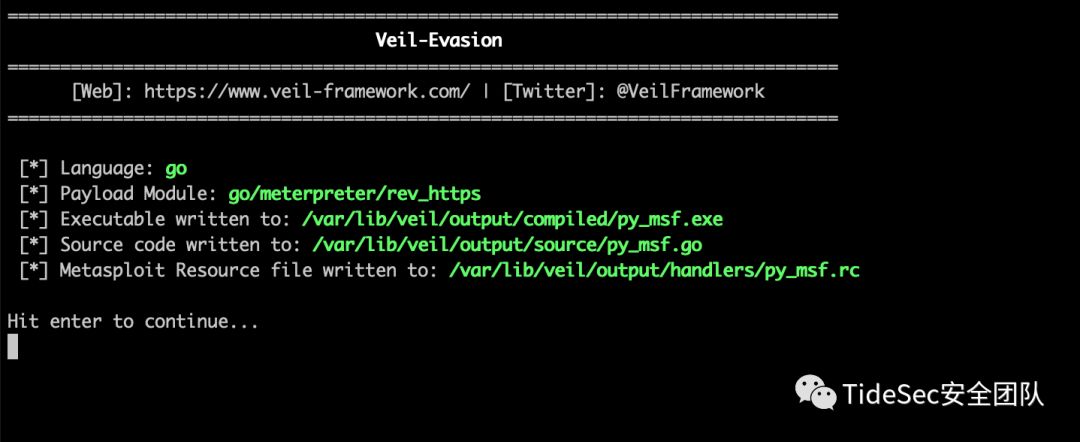 ================================================================================
Veil-Evasion
================================================================================
[Web]: https://www.veil-framework.com/ | [Twitter]: @VeilFramework
================================================================================
[*] Language: go
[*] Payload Module: go/meterpreter/rev_https
[*] Executable written to: /var/lib/veil/output/compiled/py_msf.exe
[*] Source code written to: /var/lib/veil/output/source/py_msf.go
[*] Metasploit Resource file written to: /var/lib/veil/output/handlers/py_msf.rc
Hit enter to continue...
TideSec安全团队